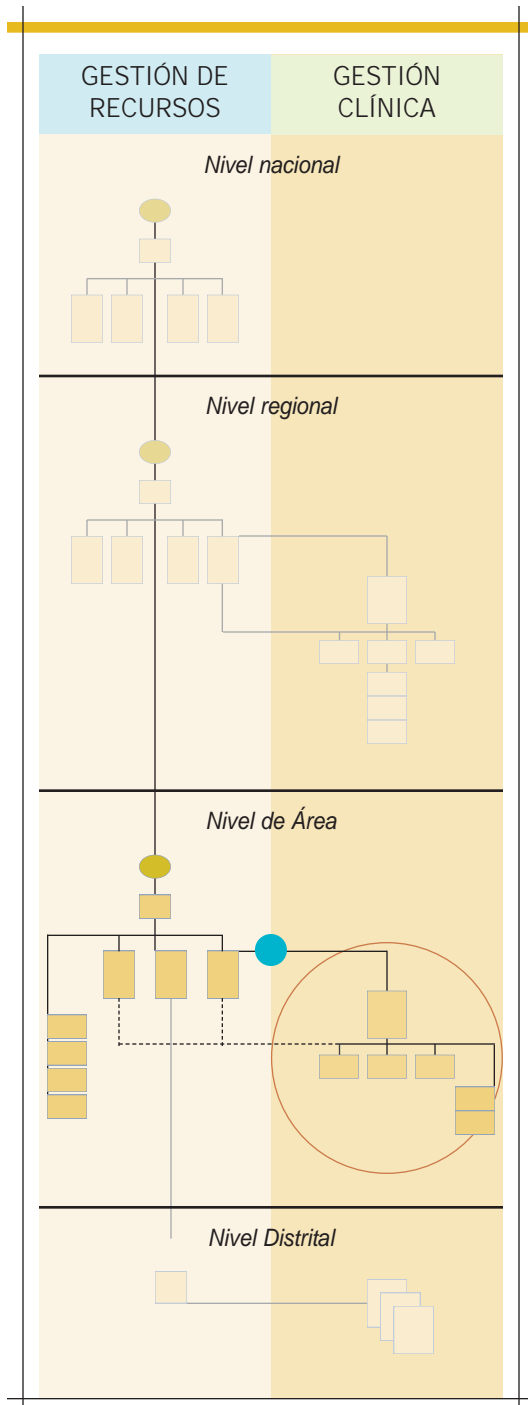 GESTIÓN DE
RECURSOS
GESTIÓN
CLÍNICA
Nivel nacional
Nivel regional
Nivel de Área
Nivel Distrital